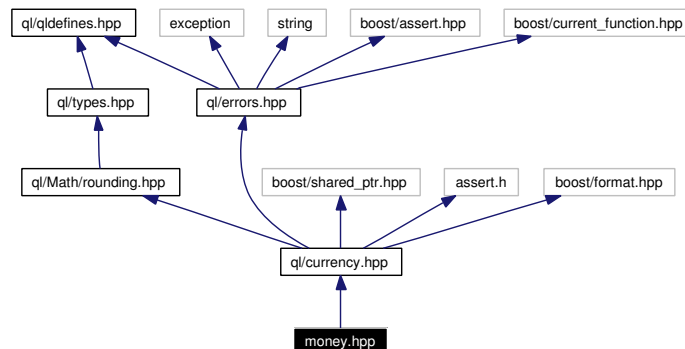 ql/qldefines.hpp
exception
string
boost/assert.hpp
boost/current_function.hpp
ql/types.hpp
ql/errors.hpp
ql/Math/rounding.hpp
boost/shared_ptr.hpp
assert.h
boost/format.hpp
ql/currency.hpp
money.hpp